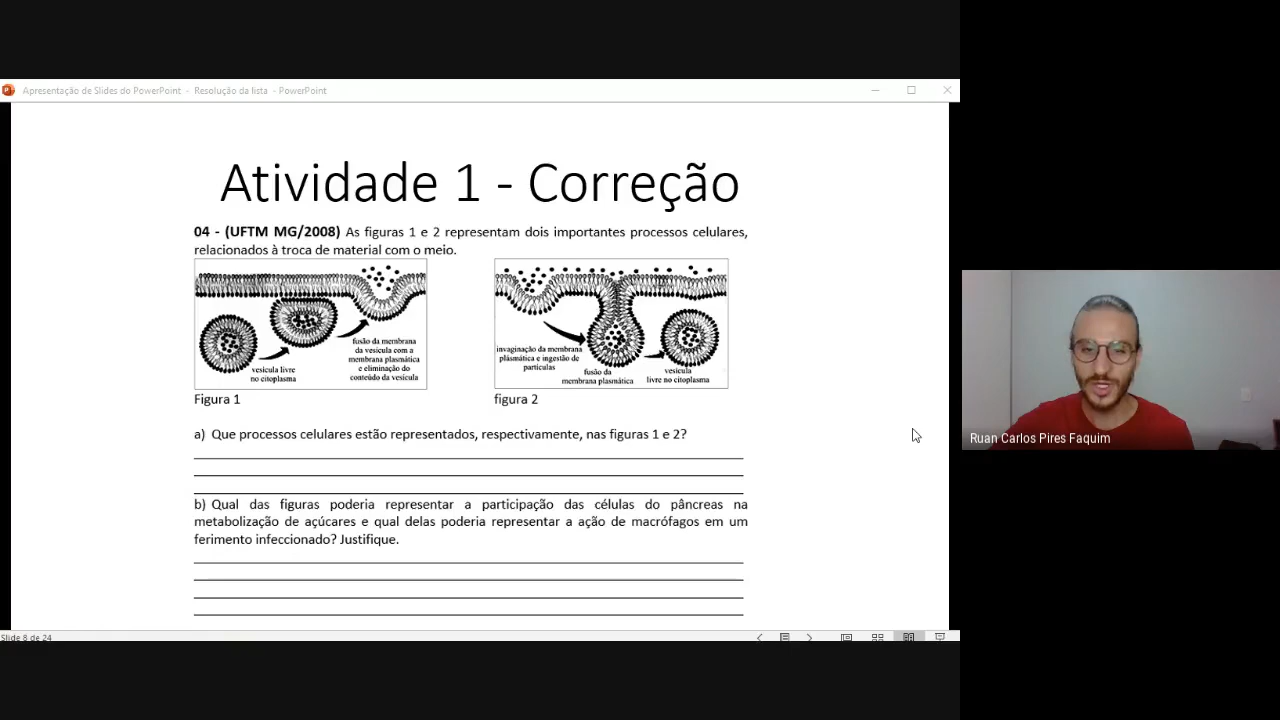 Apresentação de Slides do PowerPoint - Resolução da lista - PowerPoint
Atividade 1 - Correção
04 - (UFTM MG/2008) As figuras 1 e 2 representam dois importantes processos celulares,
relacionados à troca de material com o meio.
vesícula livre
no citoplasma
fusão da membrana
da vesícula com a
membrana plasmática
e eliminação do
conteúdo da vesícula
invaginação da membrana
plásmática e ingestão de
partículas
fusão da
membrana plasmática
vesícula
livre no citoplasma
Figura 1
figura 2
a) Que processos celulares estão representados, respectivamente, nas figuras 1 e 2?
b) Qual das figuras poderia representar a participação das células do pâncreas na
metabolização de açúcares e qual delas poderia representar a ação de macrófagos em um
ferimento infeccionado? Justifique.
Slide 8 de 24
Ruan Carlos Pires Faquim